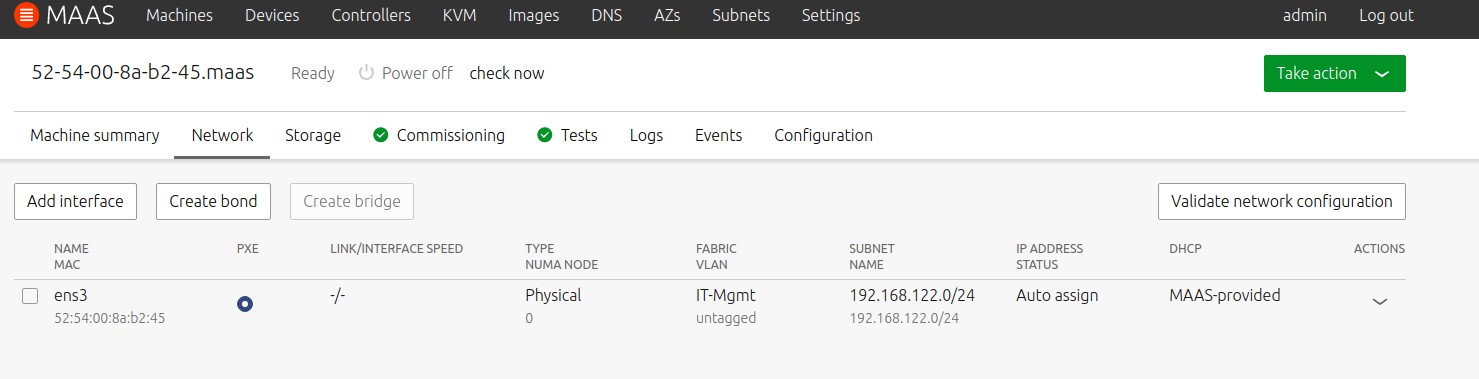 MAAS Machines Devices Controllers KVM Images DNS AZs Subnets Settings admin Log out
52-54-00-8a-b2-45.maas Ready Power off check now Take action
Machine summary Network Storage Commissioning Tests Logs Events Configuration
Add interface Create bond Create bridge Validate network configuration
NAME PXE LINK/INTERFACE SPEED TYPE FABRIC SUBNET IP ADDRESS DHCP ACTIONS
MAC NUMA NODE VLAN NAME STATUS
ens3 -/- Physical IT-Mgmt 192.168.122.0/24 Auto assign MAAS-provided
52:54:00:8a:b2:45 0 untagged 192.168.122.0/24